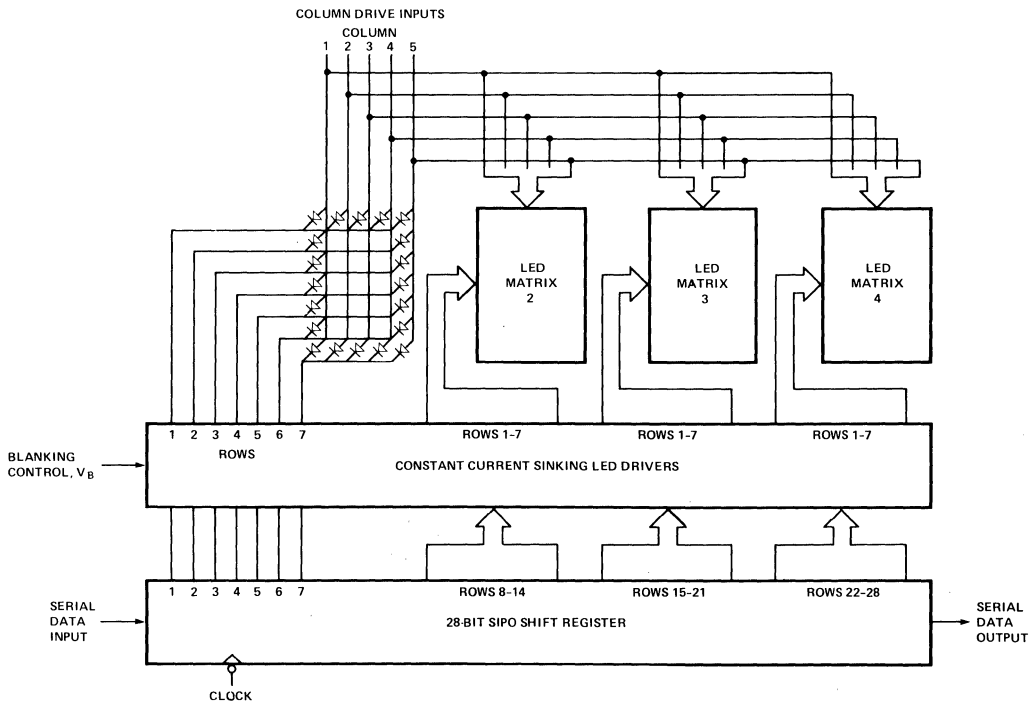 COLUMN DRIVE INPUTS
COLUMN
1 2 3 4 5
LED
MATRIX
2
LED
MATRIX
3
LED
MATRIX
4
1 2 3 4 5 6 7
ROWS
ROWS 1-7
ROWS 1-7
ROWS 1-7
BLANKING
CONTROL, VB
CONSTANT CURRENT SINKING LED DRIVERS
1 2 3 4 5 6 7
ROWS 8-14
ROWS 15-21
ROWS 22-28
SERIAL
DATA
INPUT
28-BIT SIPO SHIFT REGISTER
SERIAL
DATA
OUTPUT
CLOCK